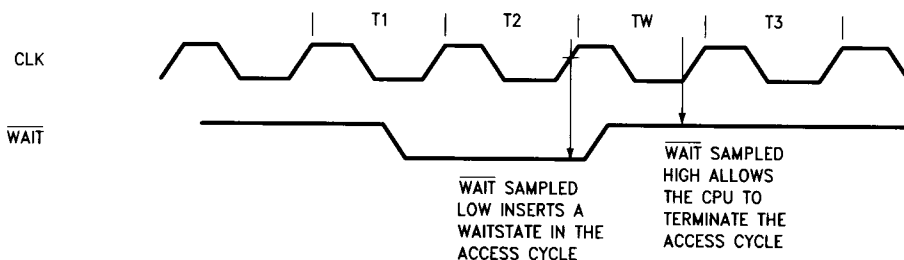 T1 T2 TW T3
CLK
WAIT
WAIT SAMPLED
LOW INSERTS A
WAITSTATE IN THE
ACCESS CYCLE
WAIT SAMPLED
HIGH ALLOWS
THE CPU TO
TERMINATE THE
ACCESS CYCLE